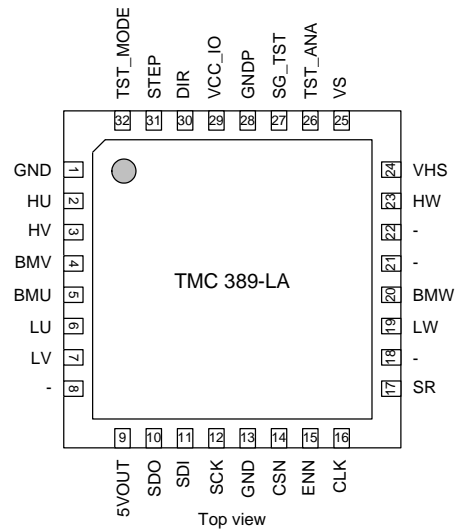 TST_MODE
STEP
DIR
VCC_IO
GNDP
SG_TST
TST_ANA
VS
32
31
30
29
28
27
26
25
GND 1
HU 2
HV 3
BMV 4
BMU 5
LU 6
LV 7
- 8
TMC 389-LA
24 VHS
23 HW
22 -
21 -
20 BMW
19 LW
18 -
17 SR
9
10
11
12
13
14
15
16
5VOUT
SDO
SDI
SCK
GND
CSN
ENN
CLK
Top view